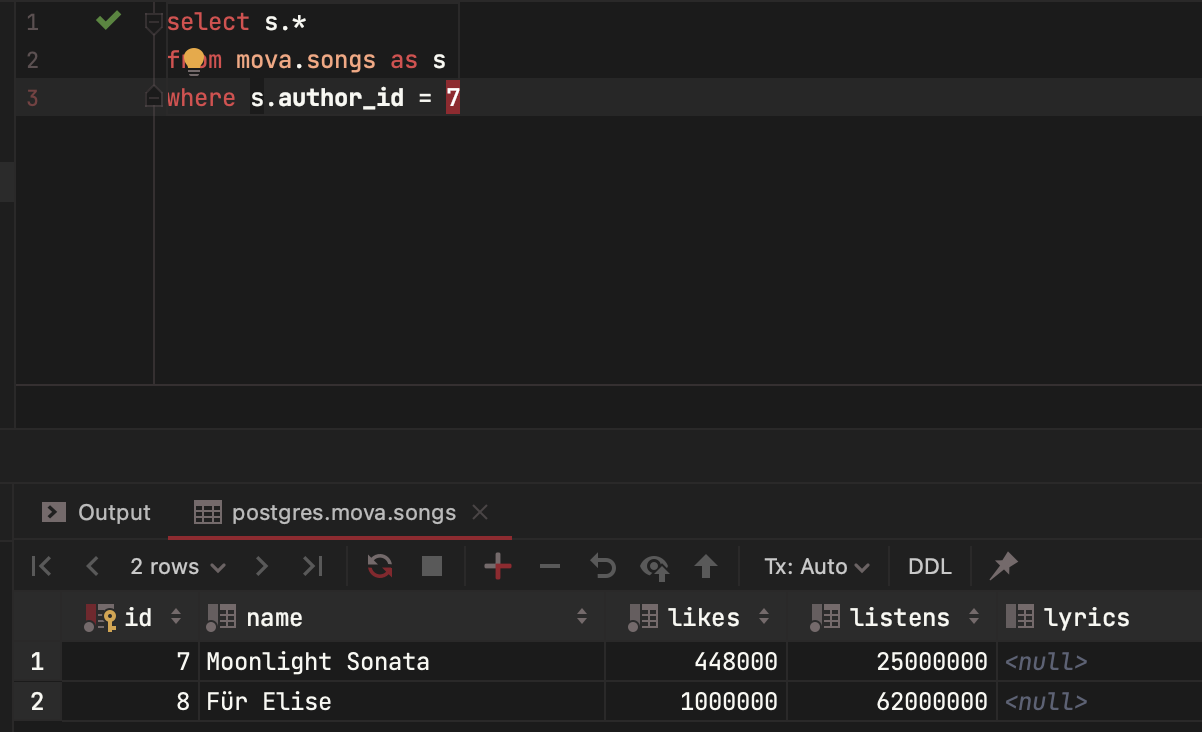 1 select s.*
2 from mova.songs as s
3 where s.author_id = 7
Output postgres.mova.songs
2 rows Tx: Auto DDL
id name likes listens lyrics
1 7 Moonlight Sonata 448000 25000000 <null>
2 8 Für Elise 1000000 62000000 <null>